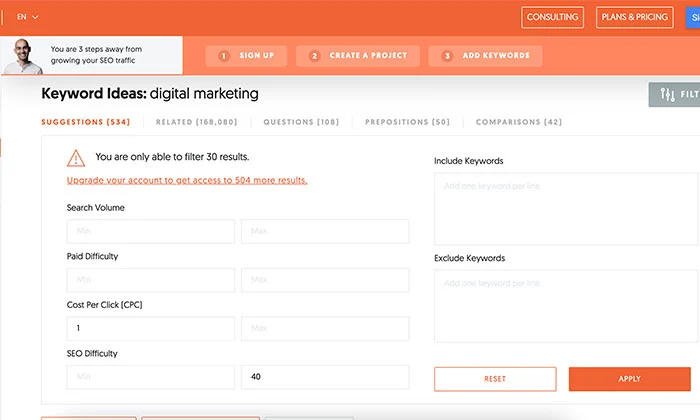 EN
CONSULTING
PLANS & PRICING
You are 3 steps away from
growing your SEO traffic
1 SIGN UP
2 CREATE A PROJECT
3 ADD KEYWORDS
Keyword Ideas: digital marketing
FILT
SUGGESTIONS [534]
RELATED [168,080]
QUESTIONS [108]
PREPOSITIONS [50]
COMPARISONS [42]
You are only able to filter 30 results.
Upgrade your account to get access to 504 more results.
Search Volume
Min
Max
Paid Difficulty
Min
Max
Cost Per Click [CPC]
1
Max
SEO Difficulty
Min
40
Include Keywords
Add one keyword per line
Exclude Keywords
Add one keyword per line
RESET
APPLY